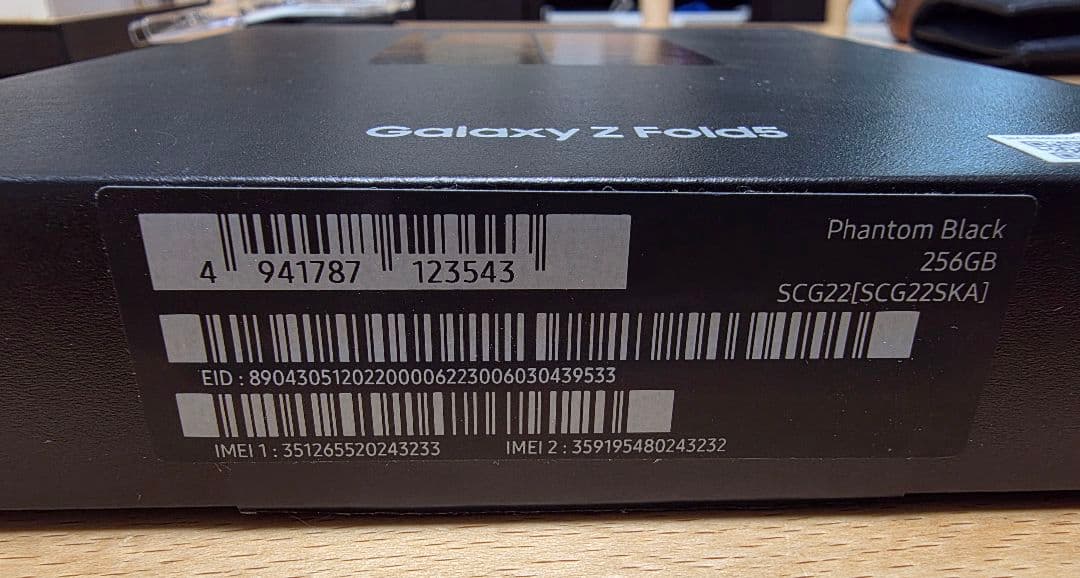 Galaxy Z Fold5
4 941787 123543
Phantom Black
256GB
SCG22[SCG22SKA]
EID : 89043051202200006223006030439533
IMEI 1 : 351265520243233 IMEI 2 : 359195480243232